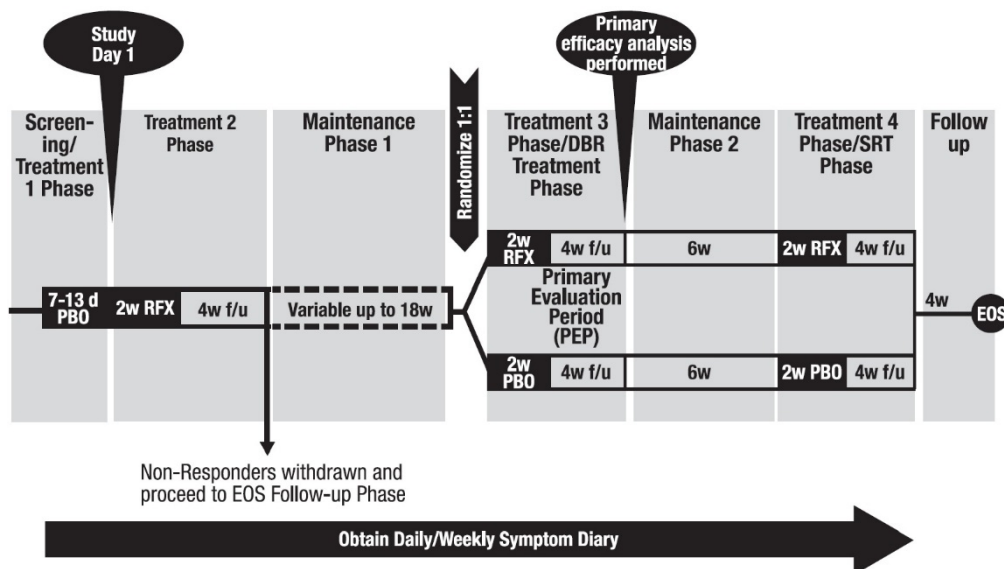 Study
Day 1
Primary
efficacy analysis
performed
Screen-
ing/
Treatment
1 Phase
Treatment 2
Phase
Maintenance
Phase 1
Randomize 1:1
Treatment 3
Phase/DBR
Treatment
Phase
Maintenance
Phase 2
Treatment 4
Phase/SRT
Phase
Follow
up
2w
RFX
4w f/u
6w
2w RFX
4w f/u
7-13 d
PBO
2w RFX
4w f/u
Variable up to 18w
Primary
Evaluation
Period
(PEP)
4w
EOS
2w
PBO
4w f/u
6w
2w PBO
4w f/u
Non-Responders withdrawn and
proceed to EOS Follow-up Phase
Obtain Daily/Weekly Symptom Diary